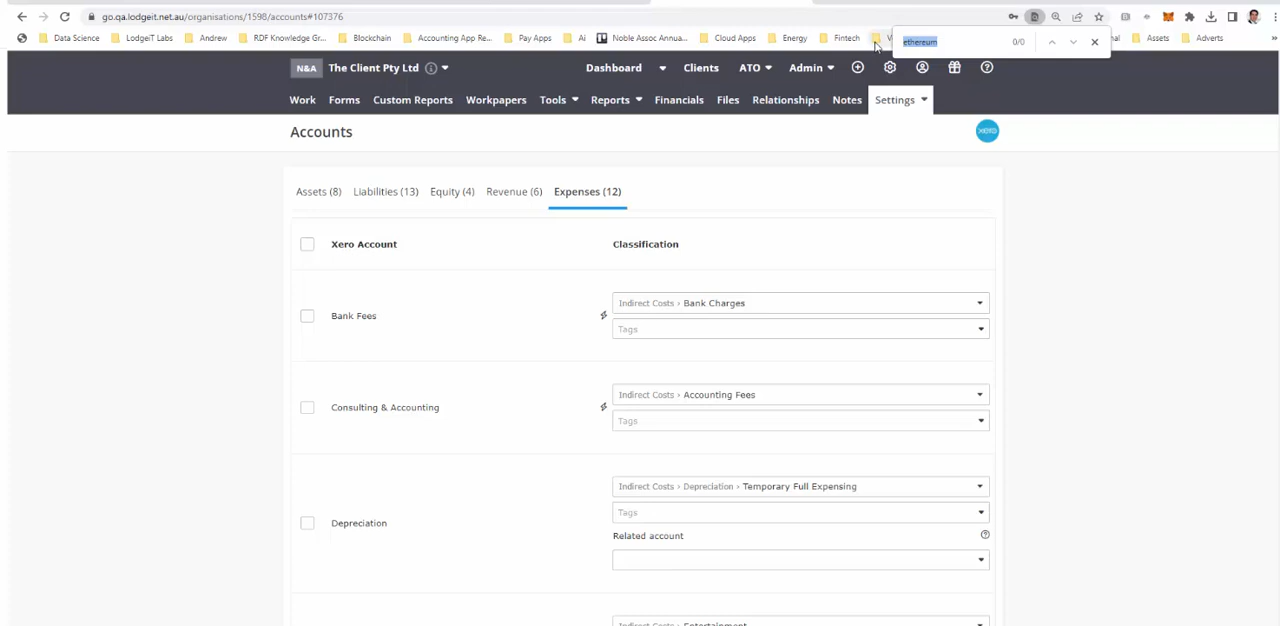 go.qa.lodgeit.net.au/organisations/1598/accounts#107376
ethereum 0/0
Data Science LodgeiT Labs Andrew RDF Knowledge Gr... Blockchain Accounting App Re... Pay Apps Ai Noble Assoc Annua... Cloud Apps Energy Fintech Assets Adverts »
N&A The Client Pty Ltd Dashboard Clients ATO Admin
Work Forms Custom Reports Workpapers Tools Reports Financials Files Relationships Notes Settings
Accounts xero
Assets (8) Liabilities (13) Equity (4) Revenue (6) Expenses (12)
Xero Account Classification
Bank Fees
Indirect Costs › Bank Charges
Tags
Consulting & Accounting
Indirect Costs › Accounting Fees
Tags
Depreciation
Indirect Costs › Depreciation › Temporary Full Expensing
Tags
Related account
Indirect Costs › Entertainment